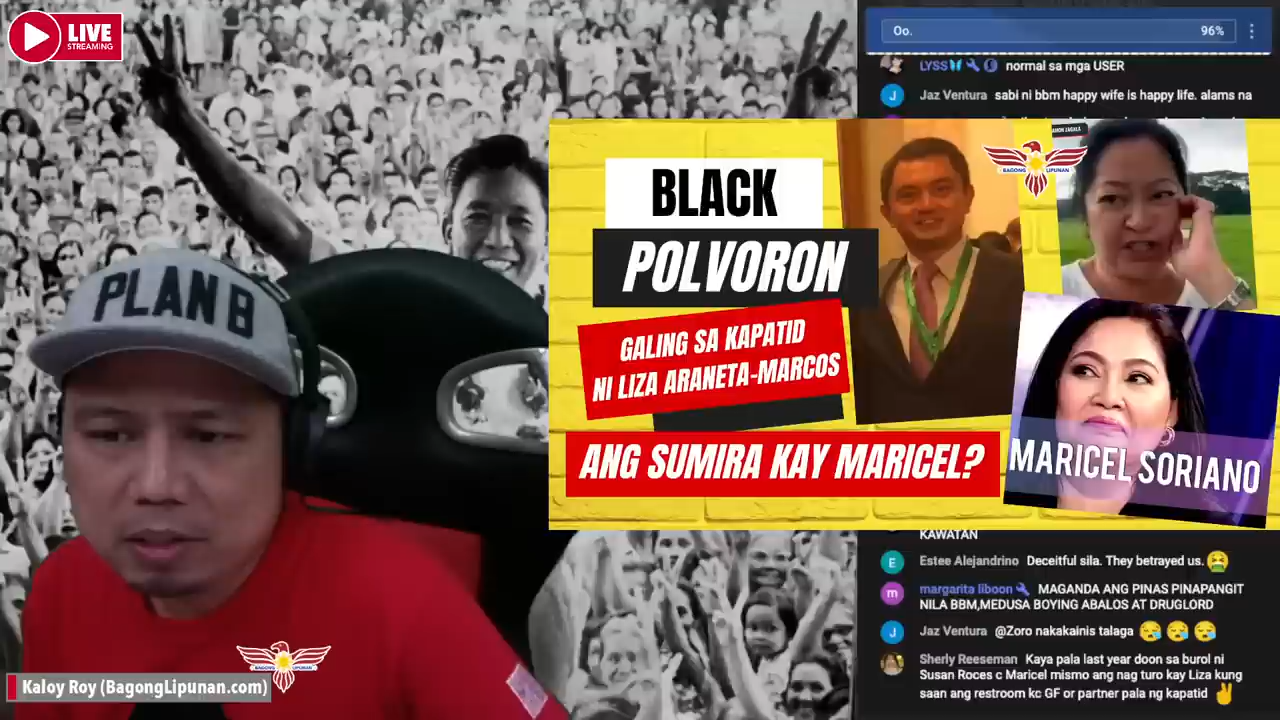 LIVE
STREAMING
Oo.
96%
LYSS normal sa mga USER
Jaz Ventura sabi ni bbm happy wife is happy life. alams na
BAGONG LIPUNAN
BLACK
POLVORON
GALING SA KAPATID
NI LIZA ARANETA-MARCOS
ANG SUMIRA KAY MARICEL?
MARICEL SORIANO
PLAN B
KAWATAN
E Estee Alejandrino Deceitful sila. They betrayed us.
m margarita liboon MAGANDA ANG PINAS PINAPANGIT
NILA BBM,MEDUSA BOYING ABALOS AT DRUGLORD
J Jaz Ventura @Zoro nakakainis talaga
Sherly Reeseman Kaya pala last year doon sa burol ni
Susan Roces c Maricel mismo ang nag turo kay Liza kung
saan ang restroom kc GF or partner pala ng kapatid
BAGONG LIPUNAN
Kaloy Roy (BagongLipunan.com)